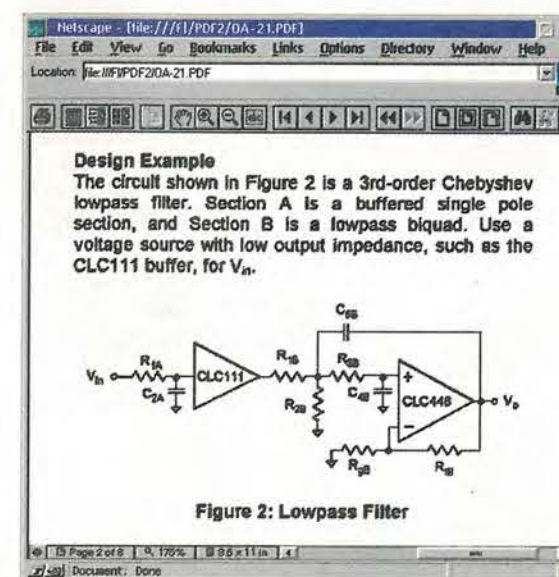 Netscape - [file:///F|/PDF2/OA-21.PDF]
File Edit View Go Bookmarks Links Options Directory Window Help
Location: file:///F|/PDF2/OA-21.PDF
Design Example
The circuit shown in Figure 2 is a 3rd-order Chebyshev
lowpass filter. Section A is a buffered single pole
section, and Section B is a lowpass biquad. Use a
voltage source with low output impedance, such as the
CLC111 buffer, for Vin.
C5B
Vin R1A CLC111 R1B R3B
C2A R2B C4B + CLC446 Vo
−
RgB RfB
Figure 2: Lowpass Filter
Page 2 of 8 175% 8.5 x 11 in
Document: Done